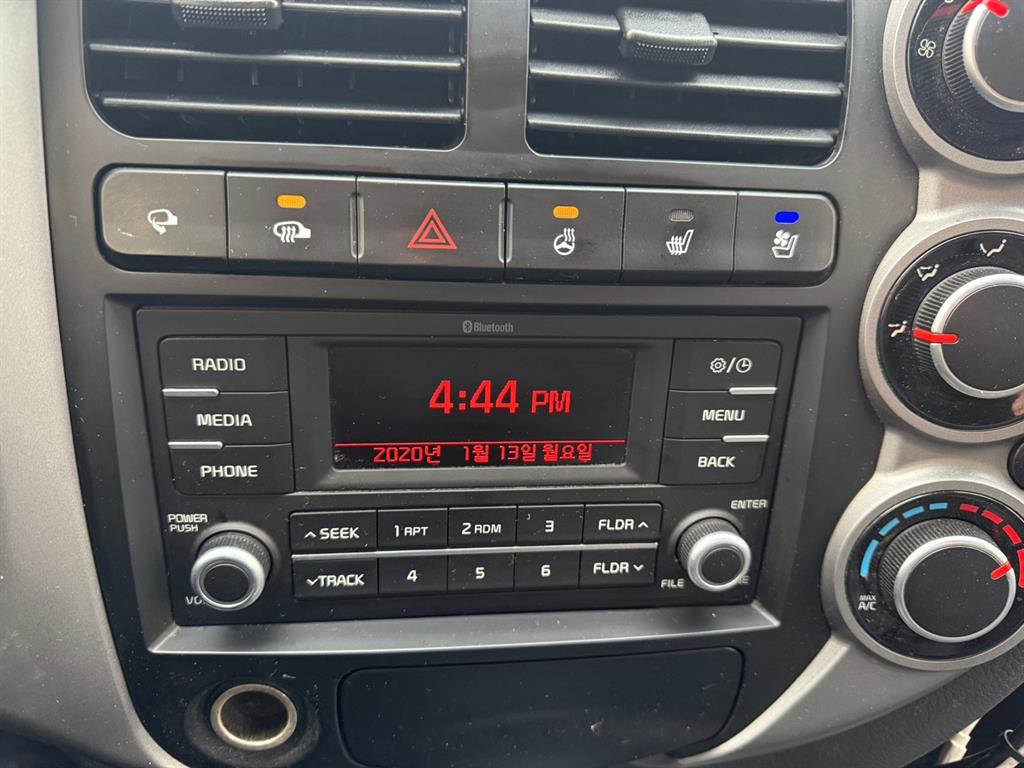 Bluetooth
RADIO
MEDIA
PHONE
4:44 PM
2020년 1월 13일 월요일
MENU
BACK
POWER
PUSH
ENTER
SEEK
1 RPT
2 RDM
3
FLDR
TRACK
4
5
6
FLDR
FILE
MAX
A/C